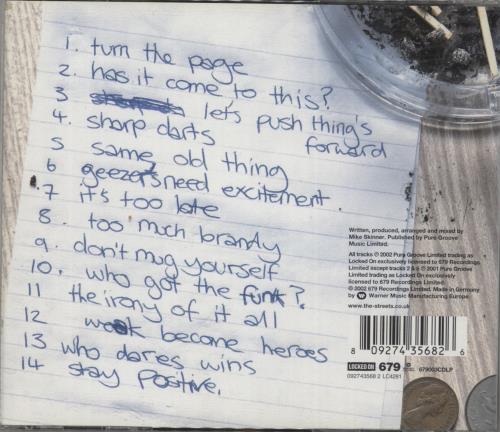 1. turn the page
2. has it come to this?
3 let's push thing's
forward
4. sharp darts
5 same old thing
6 geezers need excitement.
7 it's too late
8. too much brandy
9. don't mug yourself
10. who got the funk?
11 the irony of it all
12 weak become heroes
13 who dares wins
14 stay positive.
Written, produced, arranged and mixed by
Mike Skinner. Published by Pure Groove
Music Limited.
All tracks ℗ 2002 Pure Groove Limited trading as
Locked On exclusively licensed to 679 Recordings
Limited except tracks 2 & 5 ℗ 2001 Pure Groove
Limited trading as Locked On exclusively
licensed to 679 Recordings Limited.
© 2002 679 Recordings Limited. Made in Germany
by Warner Music Manufacturing Europe.
www.the-streets.co.uk
8 09274 35682 6
LOCKED ON 679 679003CDLP
092743568 2 LC4281